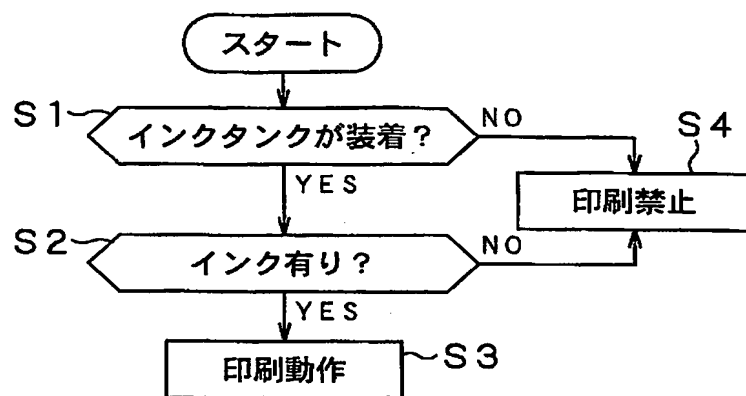 スタート
S1
インクタンクが装着?
NO
S4
YES
印刷禁止
S2
インク有り?
NO
YES
印刷動作
S3